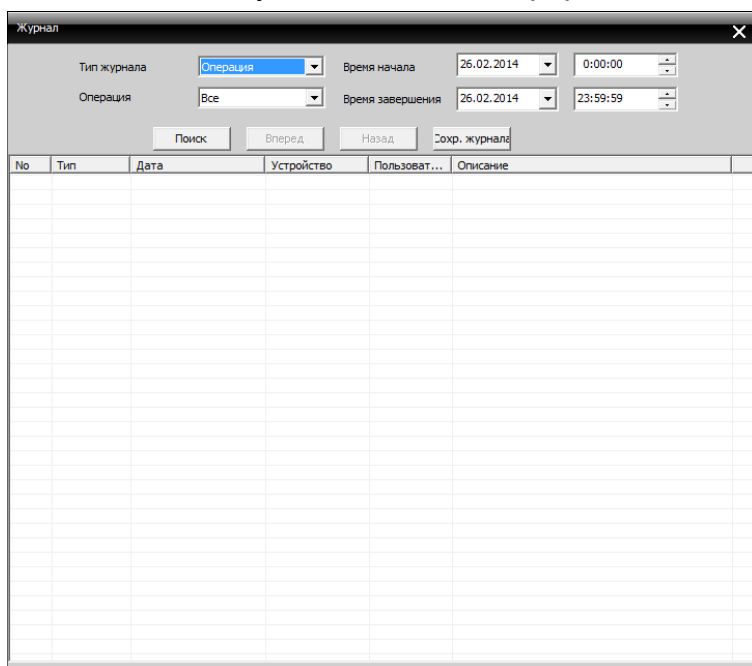 Журнал
Тип журнала Операция Время начала 26.02.2014 0:00:00
Операция Все Время завершения 26.02.2014 23:59:59
Поиск Вперед Назад Сохр. журнала
No Тип Дата Устройство Пользоват... Описание